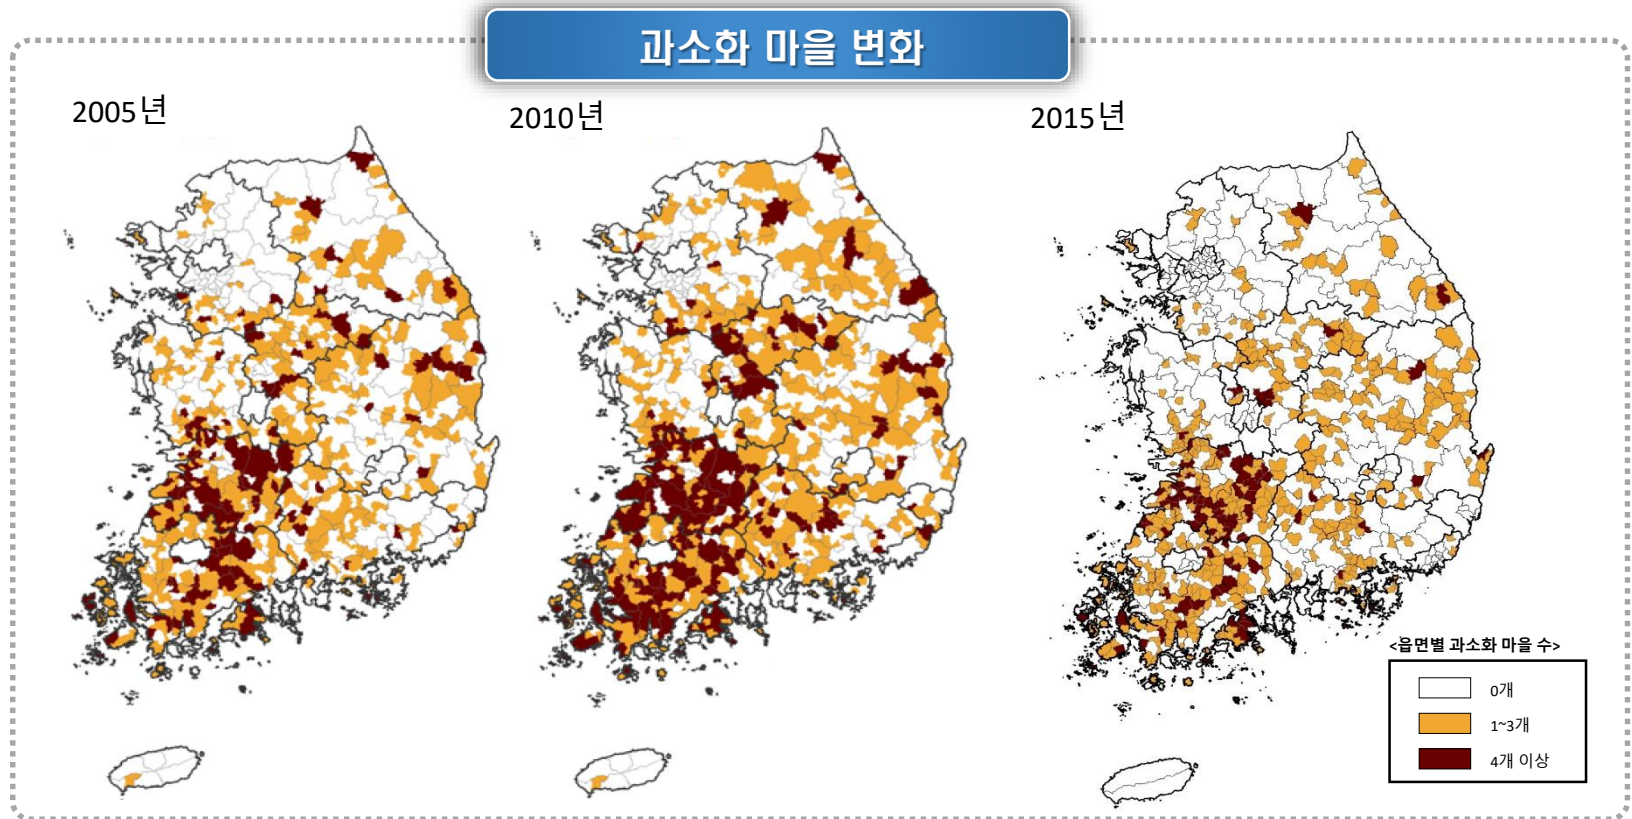 과소화 마을 변화
2005년
2010년
2015년
<읍면별 과소화 마을 수>
0개
1~3개
4개 이상